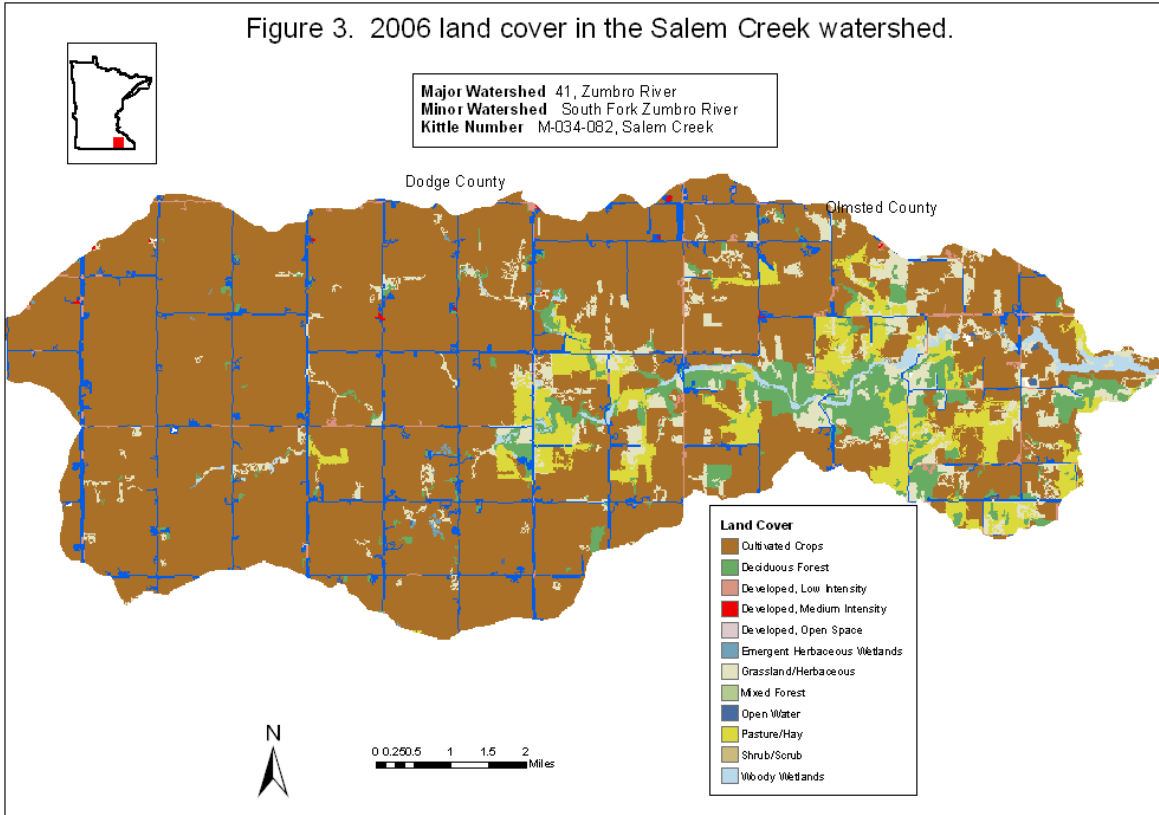 Figure 3. 2006 land cover in the Salem Creek watershed.
Major Watershed 41, Zumbro River
Minor Watershed South Fork Zumbro River
Kittle Number M-034-082, Salem Creek
Dodge County
Olmsted County
Land Cover
Cultivated Crops
Deciduous Forest
Developed, Low Intensity
Developed, Medium Intensity
Developed, Open Space
Emergent Herbaceous Wetlands
Grassland/Herbaceous
Mixed Forest
Open Water
Pasture/Hay
Shrub/Scrub
Woody Wetlands
N
0 0.250.5 1 1.5 2
Miles